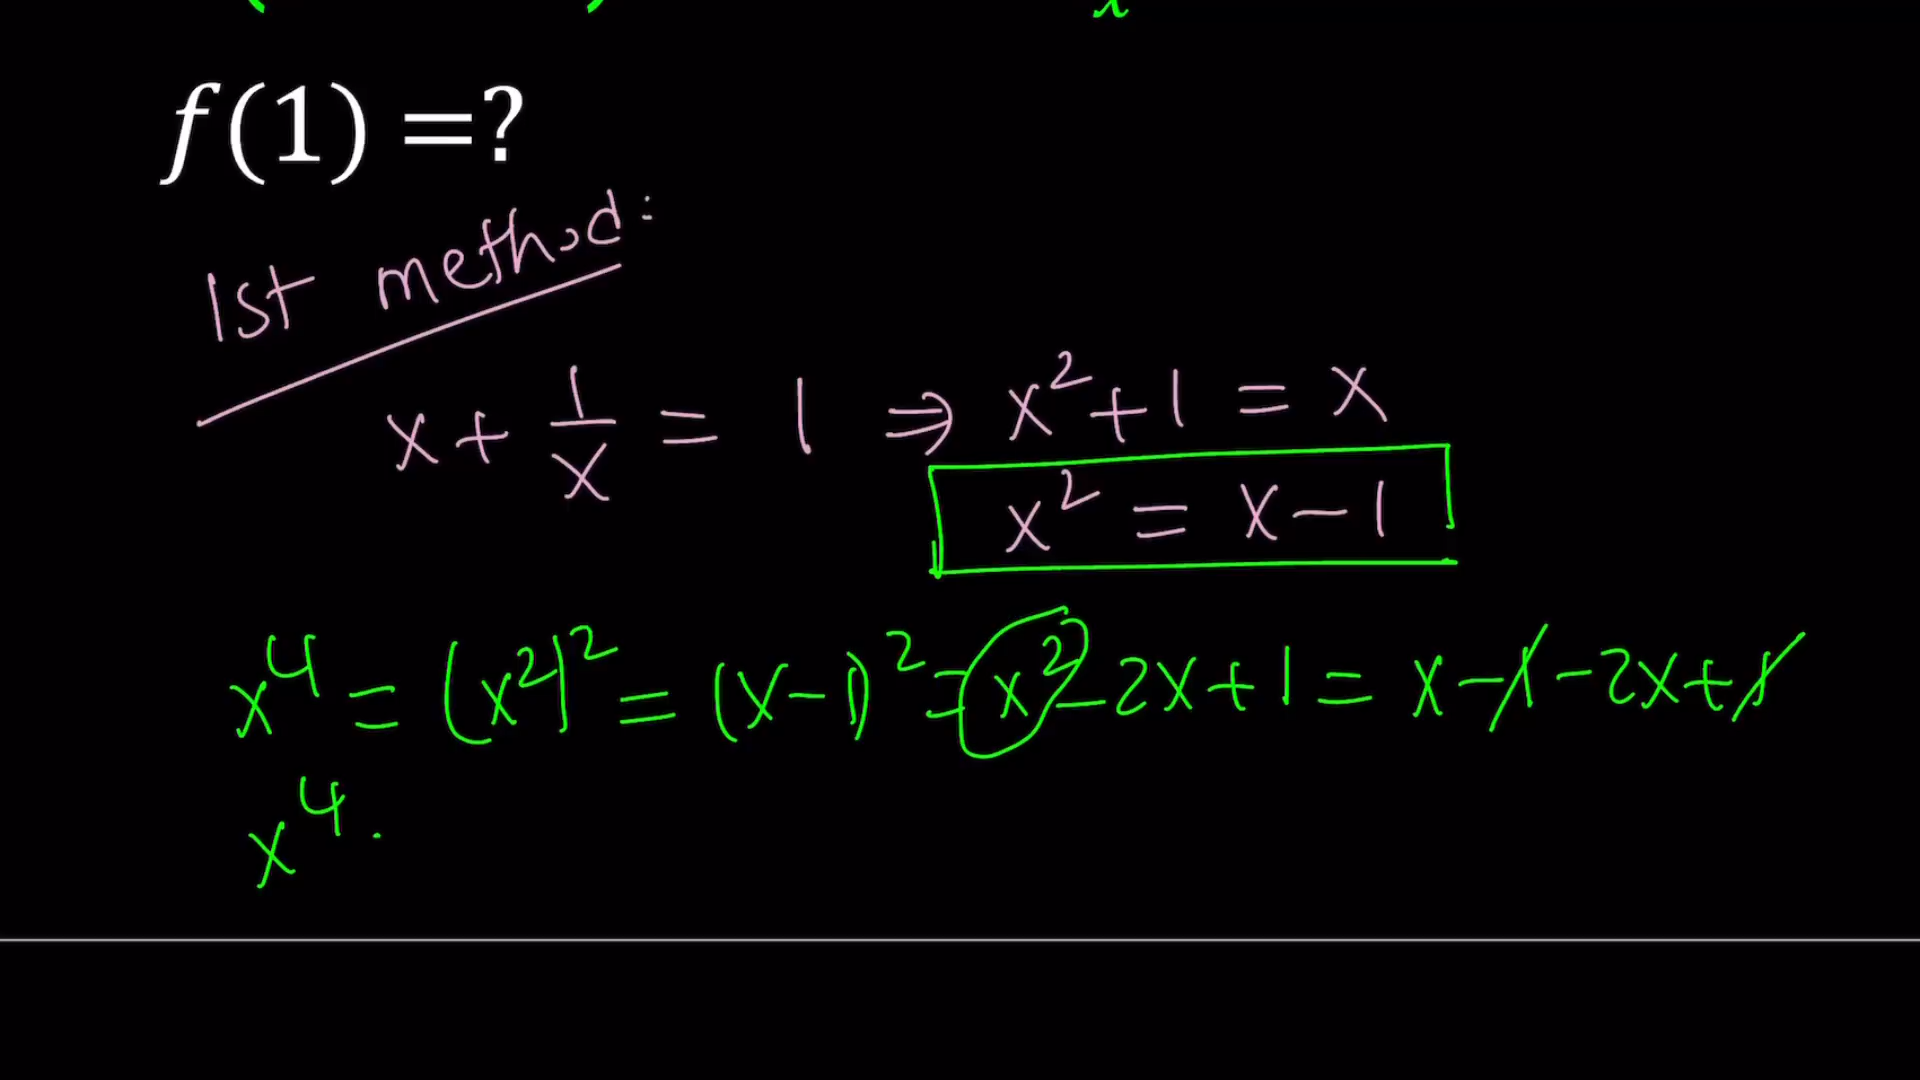 f(1) =?
1st method:
x + 1/x = 1 ⇒ x² + 1 = x
x² = x - 1
x⁴ = (x²)² = (x-1)² = x² - 2x + 1 = x - 1 - 2x + 1
x⁴.